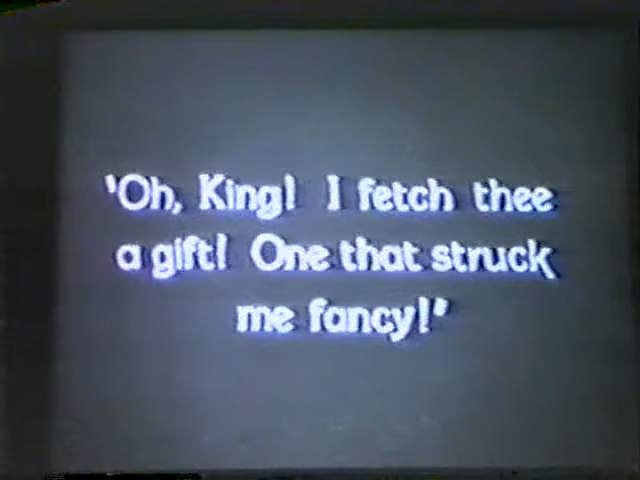 'Oh, King! I fetch thee
a gift! One that struck
me fancy!"